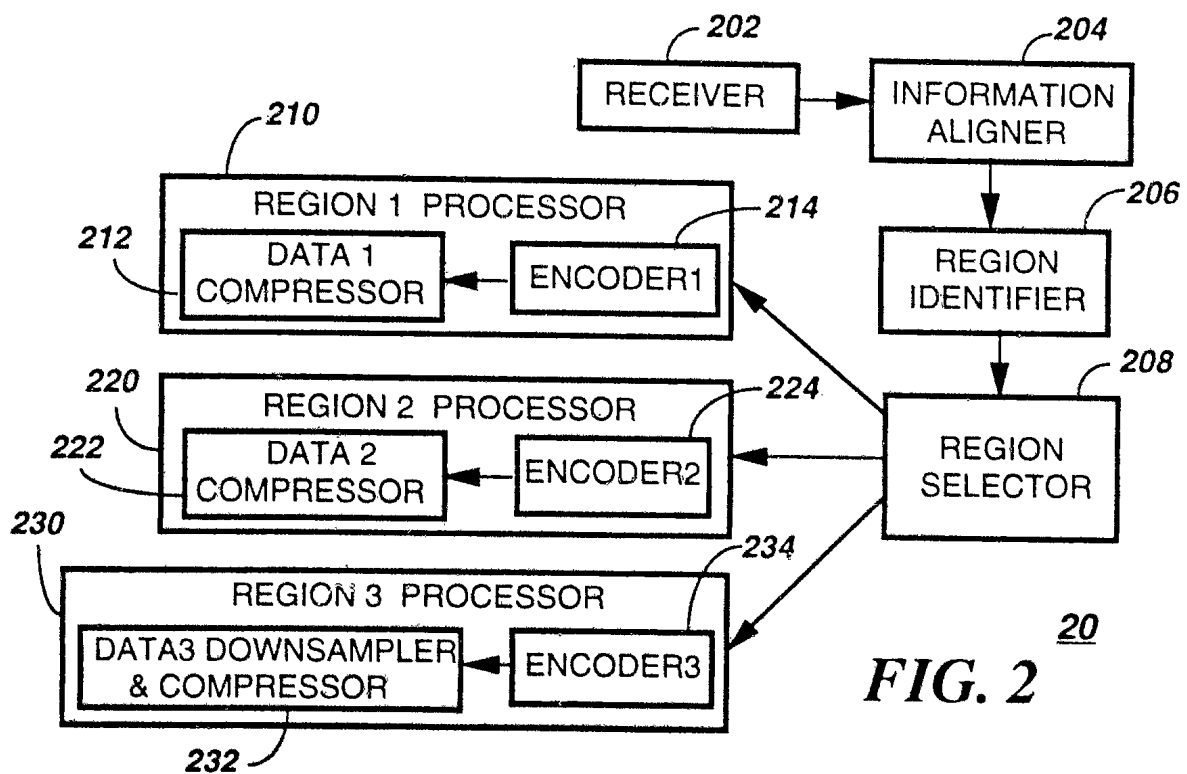 202
204
RECEIVER
INFORMATION
ALIGNER
210
206
REGION 1 PROCESSOR
214
212
DATA 1
COMPRESSOR
ENCODER1
REGION
IDENTIFIER
208
220
REGION 2 PROCESSOR
224
222
DATA 2
COMPRESSOR
ENCODER2
REGION
SELECTOR
230
234
REGION 3 PROCESSOR
DATA3 DOWNSAMPLER
& COMPRESSOR
ENCODER3
232
20
FIG. 2